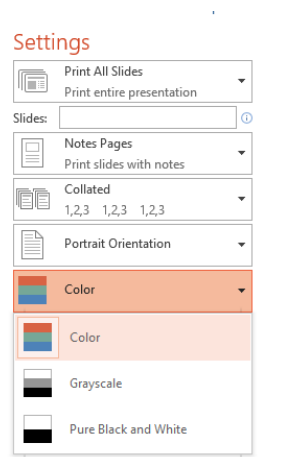 Settings
Print All Slides
Print entire presentation
Slides:
Notes Pages
Print slides with notes
Collated
1,2,3 1,2,3 1,2,3
Portrait Orientation
Color
Color
Grayscale
Pure Black and White